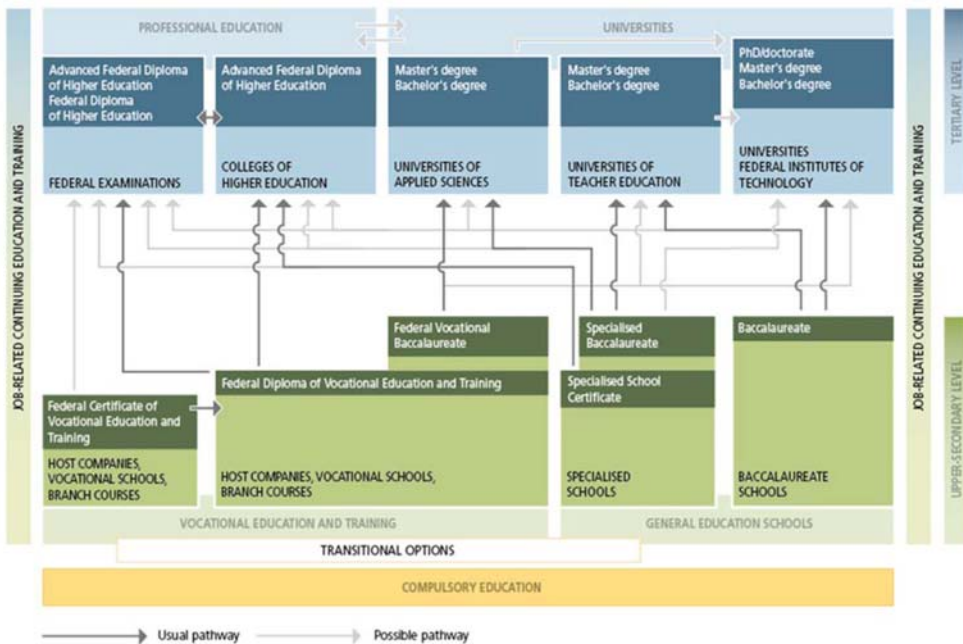 JOB-RELATED CONTINUING EDUCATION AND TRAINING
PROFESSIONAL EDUCATION
UNIVERSITIES
Advanced Federal Diploma
of Higher Education
Federal Diploma
of Higher Education
FEDERAL EXAMINATIONS
Advanced Federal Diploma
of Higher Education
COLLEGES OF
HIGHER EDUCATION
Master's degree
Bachelor's degree
UNIVERSITIES OF
APPLIED SCIENCES
Master's degree
Bachelor's degree
UNIVERSITIES OF
TEACHER EDUCATION
PhD/doctorate
Master's degree
Bachelor's degree
UNIVERSITIES
FEDERAL INSTITUTES OF
TECHNOLOGY
JOB-RELATED CONTINUING EDUCATION AND TRAINING
TERTIARY LEVEL
Federal Certificate of
Vocational Education and
Training
HOST COMPANIES,
VOCATIONAL SCHOOLS,
BRANCH COURSES
Federal Vocational
Baccalaureate
Federal Diploma of Vocational Education and Training
HOST COMPANIES, VOCATIONAL SCHOOLS,
BRANCH COURSES
Specialised
Baccalaureate
Specialised School
Certificate
SPECIALISED
SCHOOLS
Baccalaureate
BACCALAUREATE
SCHOOLS
UPPER-SECONDARY LEVEL
VOCATIONAL EDUCATION AND TRAINING
GENERAL EDUCATION SCHOOLS
TRANSITIONAL OPTIONS
COMPULSORY EDUCATION
Usual pathway
Possible pathway